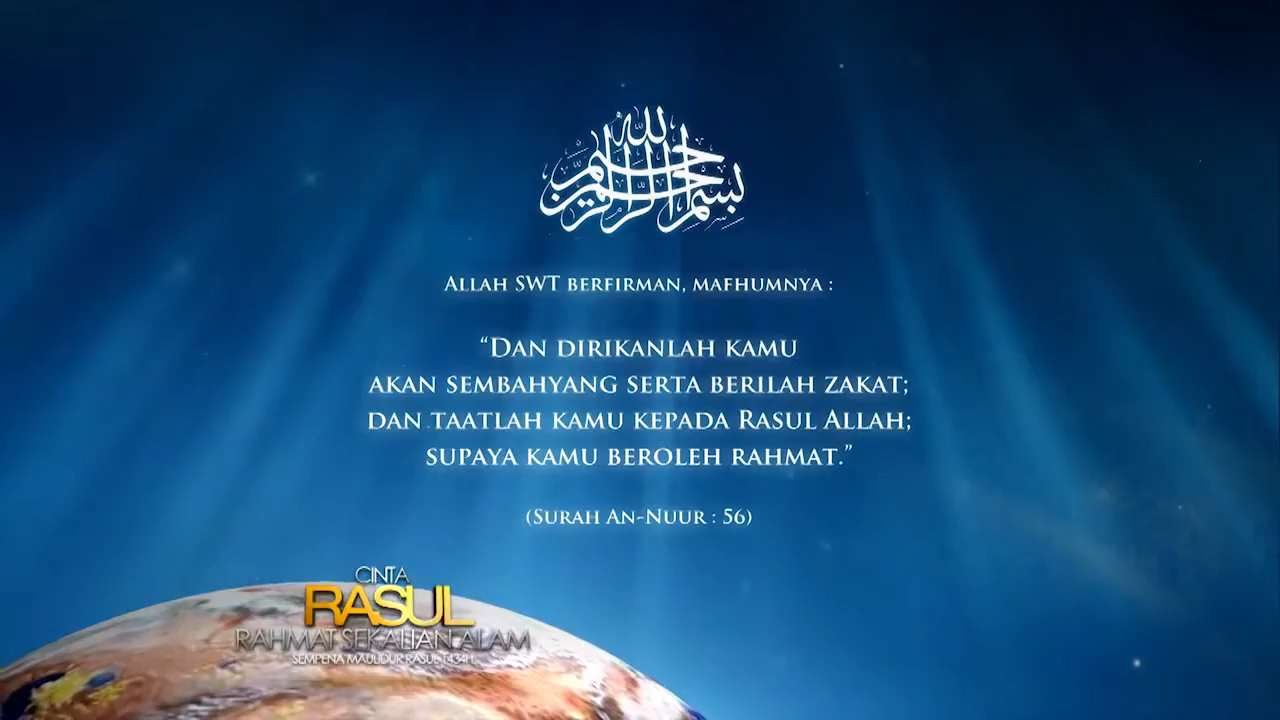 بسم الله الرحمن الرحيم
ALLAH SWT BERFIRMAN, MAFHUMNYA :
“DAN DIRIKANLAH KAMU
AKAN SEMBAHYANG SERTA BERILAH ZAKAT;
DAN TAATLAH KAMU KEPADA RASUL ALLAH;
SUPAYA KAMU BEROLEH RAHMAT.”
(SURAH AN-NUUR : 56)
CINTA
RASUL
RAHMAT SEKALIAN ALAM
SEMPENA MAULIDUR RASUL 1434H